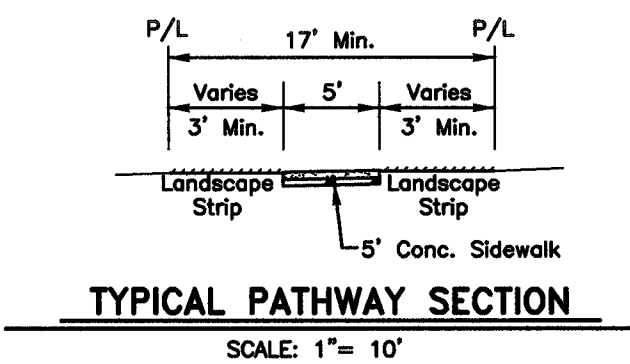 P/L 17' Min. P/L
Varies 5' Varies
3' Min. 3' Min.
Landscape Landscape
Strip Strip
5' Conc. Sidewalk
TYPICAL PATHWAY SECTION
SCALE: 1"= 10'